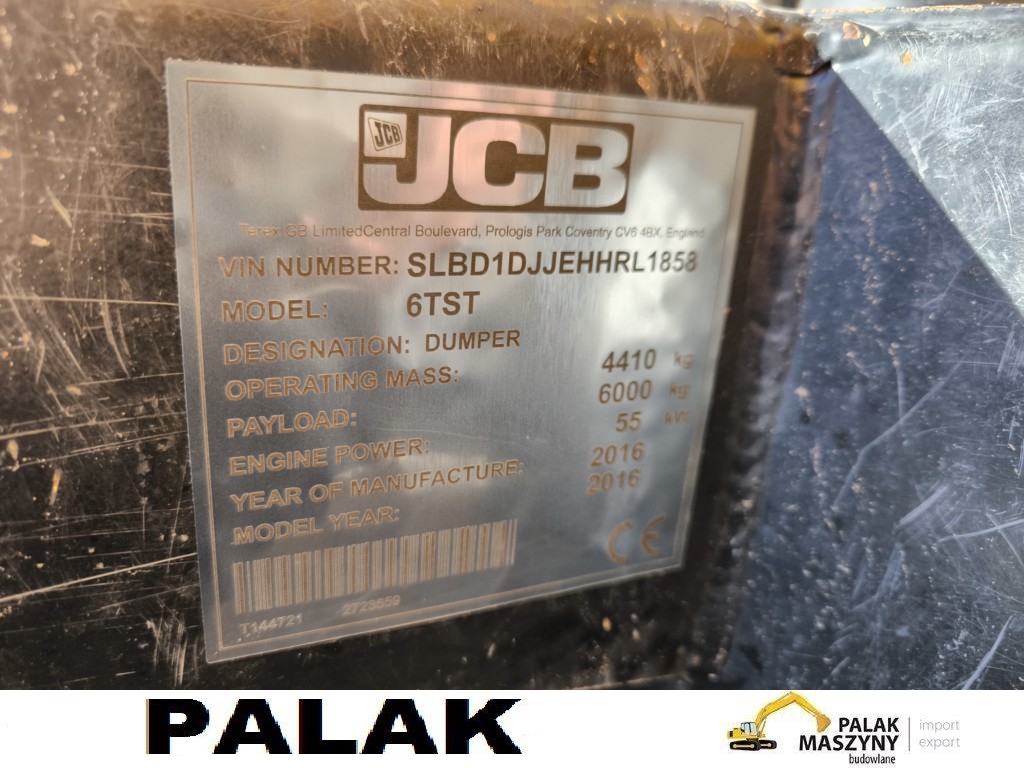 JCB
JCB
Terex GB LimitedCentral Boulevard, Prologis Park Coventry CV6 4BX, England
VIN NUMBER: SLBD1DJJEHHRL1858
MODEL: 6TST
DESIGNATION: DUMPER
OPERATING MASS: 4410 kg
PAYLOAD: 6000 kg
ENGINE POWER: 55 kW
YEAR OF MANUFACTURE: 2016
MODEL YEAR: 2016
CE
T144721 2723659
PALAK
PALAK
MASZYNY
budowlane
import
export